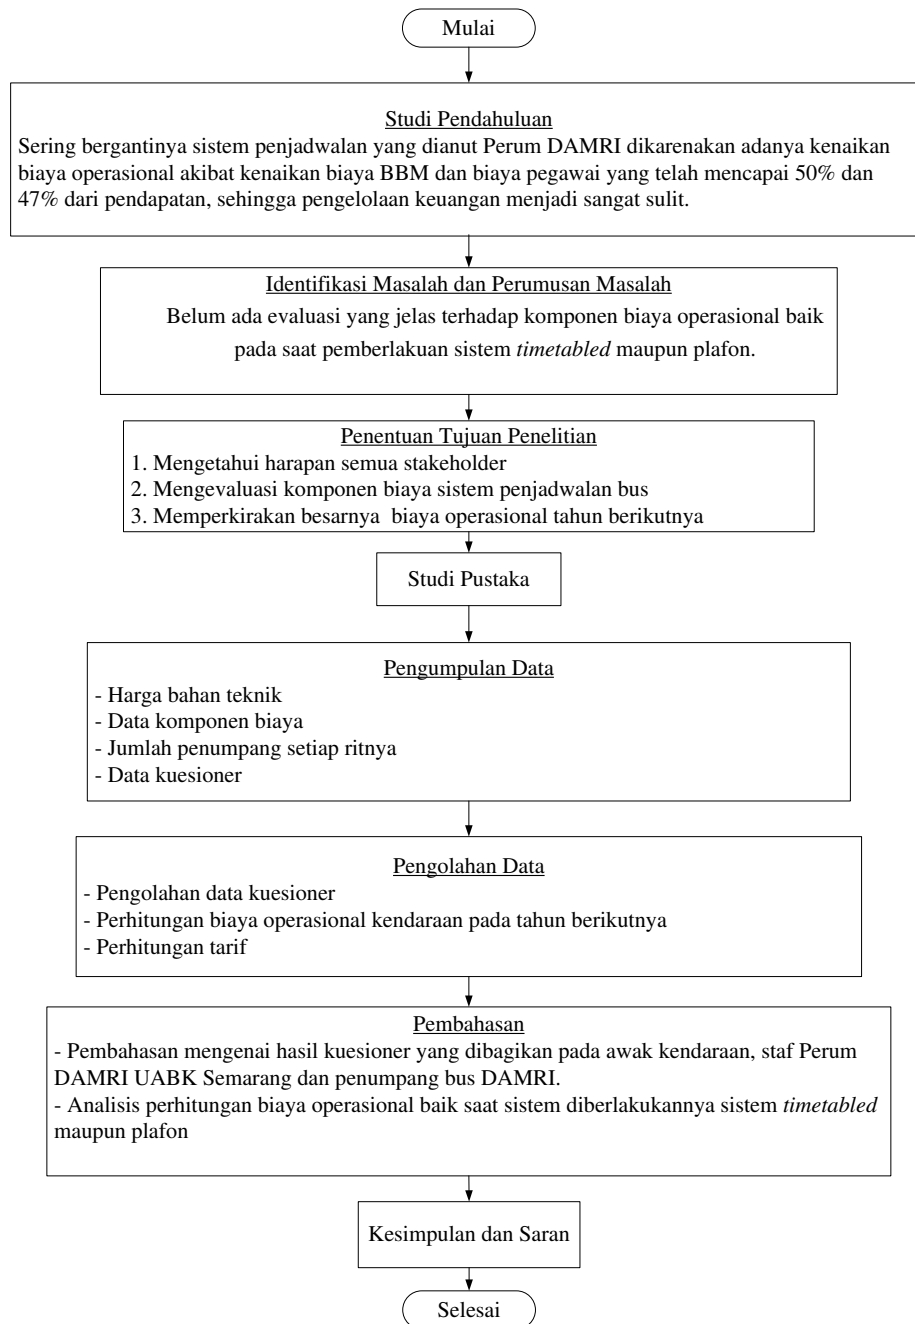 Mulai
Studi Pendahuluan
Sering bergantinya sistem penjadwalan yang dianut Perum DAMRI dikarenakan adanya kenaikan
biaya operasional akibat kenaikan biaya BBM dan biaya pegawai yang telah mencapai 50% dan
47% dari pendapatan, sehingga pengelolaan keuangan menjadi sangat sulit.
Identifikasi Masalah dan Perumusan Masalah
Belum ada evaluasi yang jelas terhadap komponen biaya operasional baik
pada saat pemberlakuan sistem timetabled maupun plafon.
Penentuan Tujuan Penelitian
1. Mengetahui harapan semua stakeholder
2. Mengevaluasi komponen biaya sistem penjadwalan bus
3. Memperkirakan besarnya biaya operasional tahun berikutnya
Studi Pustaka
Pengumpulan Data
- Harga bahan teknik
- Data komponen biaya
- Jumlah penumpang setiap ritnya
- Data kuesioner
Pengolahan Data
- Pengolahan data kuesioner
- Perhitungan biaya operasional kendaraan pada tahun berikutnya
- Perhitungan tarif
Pembahasan
- Pembahasan mengenai hasil kuesioner yang dibagikan pada awak kendaraan, staf Perum
DAMRI UABK Semarang dan penumpang bus DAMRI.
- Analisis perhitungan biaya operasional baik saat sistem diberlakukannya sistem timetabled
maupun plafon
Kesimpulan dan Saran
Selesai